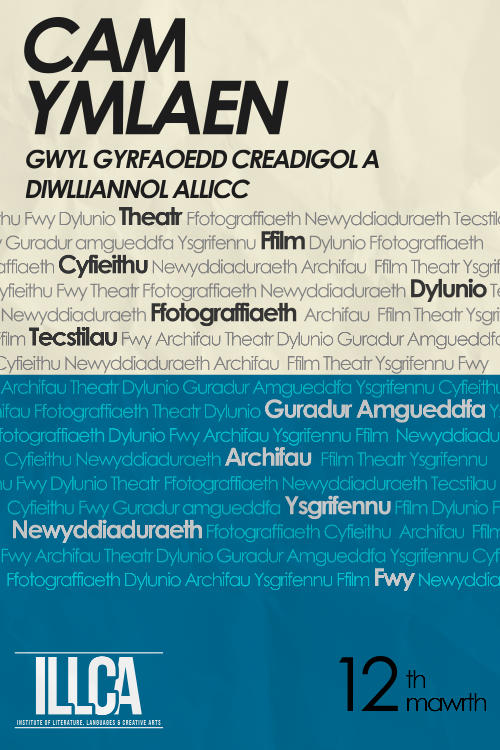 CAM
YMLAEN
GWYL GYRFAOEDD CREADIGOL A
DIWLLIANNOL ALLICC
Fwy Dylunio Theatr Ffotograffiaeth Newyddiaduraeth
Guradur amgueddfa Ysgrifennu Ffilm Dylunio Ffotograffiaeth
Cyfieithu Newyddiaduraeth Archifau Ffilm Theatr
Fwy Theatr Ffotograffiaeth Newyddiaduraeth Dylunio
Newyddiaduraeth Ffotograffiaeth Archifau Ffilm Theatr
Tecstilau Fwy Archifau Theatr Dylunio Guradur
Cyfieithu Newyddiaduraeth Archifau Ffilm Theatr Ysgrifennu Fwy
Archifau Theatr Dylunio Guradur Amgueddfa Ysgrifennu Cyfieithu
Ffotograffiaeth Theatr Dylunio Guradur Amgueddfa
Dylunio Fwy Archifau Ysgrifennu Ffilm
Cyfieithu Newyddiaduraeth Archifau Ffilm Theatr Ysgrifennu
Fwy Dylunio Theatr Ffotograffiaeth Newyddiaduraeth Tecstilau
Cyfieithu Fwy Guradur amgueddfa Ysgrifennu Ffilm Dylunio
Newyddiaduraeth Ffotograffiaeth Cyfieithu Archifau
Fwy Archifau Theatr Dylunio Guradur Amgueddfa Ysgrifennu
Ffotograffiaeth Dylunio Archifau Ysgrifennu Ffilm Fwy
ILLCA
INSTITUTE OF LITERATURE, LANGUAGES & CREATIVE ARTS
12 th
mawrth